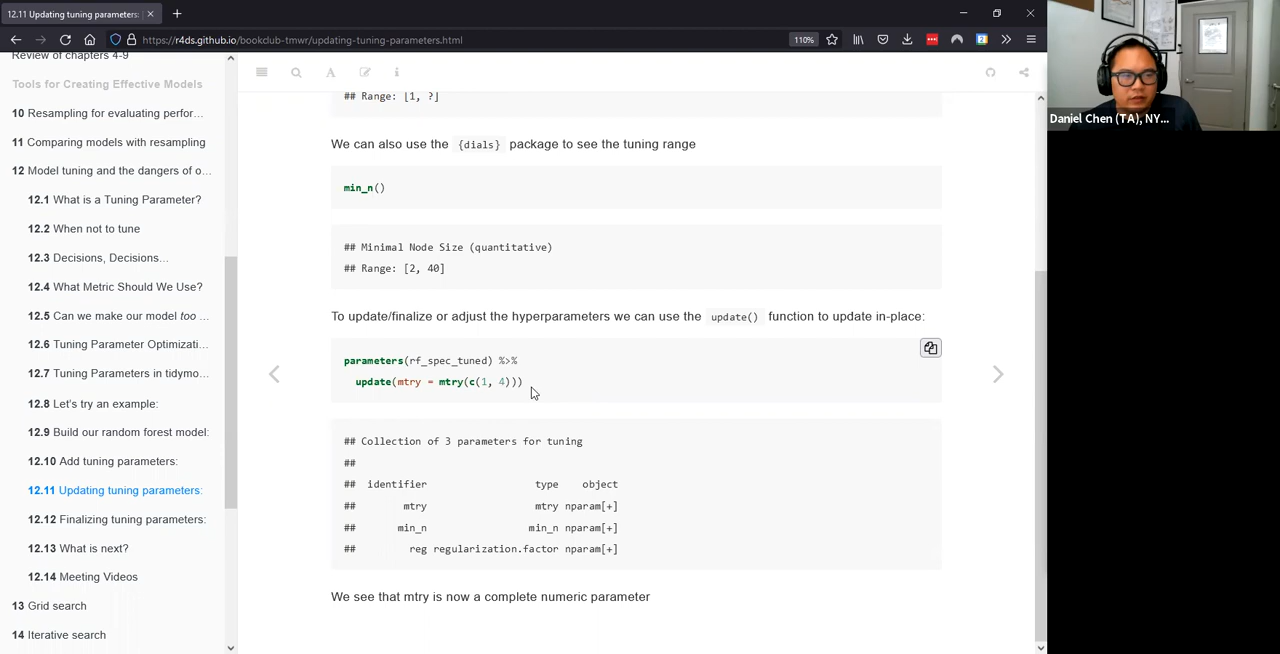 12.11 Updating tuning parameters:
https://r4ds.github.io/bookclub-tmwr/updating-tuning-parameters.html
110%
Review of chapters 4-9
Tools for Creating Effective Models
10 Resampling for evaluating perfor...
11 Comparing models with resampling
12 Model tuning and the dangers of o...
12.1 What is a Tuning Parameter?
12.2 When not to tune
12.3 Decisions, Decisions...
12.4 What Metric Should We Use?
12.5 Can we make our model too ...
12.6 Tuning Parameter Optimizati...
12.7 Tuning Parameters in tidymo...
12.8 Let's try an example:
12.9 Build our random forest model:
12.10 Add tuning parameters:
12.11 Updating tuning parameters:
12.12 Finalizing tuning parameters:
12.13 What is next?
12.14 Meeting Videos
13 Grid search
14 Iterative search
## Range: [1, ?]
We can also use the {dials} package to see the tuning range
min_n()
## Minimal Node Size (quantitative)
## Range: [2, 40]
To update/finalize or adjust the hyperparameters we can use the update() function to update in-place:
parameters(rf_spec_tuned) %>%
update(mtry = mtry(c(1, 4)))
## Collection of 3 parameters for tuning
##
## identifier type object
## mtry mtry nparam[+]
## min_n min_n nparam[+]
## reg regularization.factor nparam[+]
We see that mtry is now a complete numeric parameter
Daniel Chen (TA), NY...